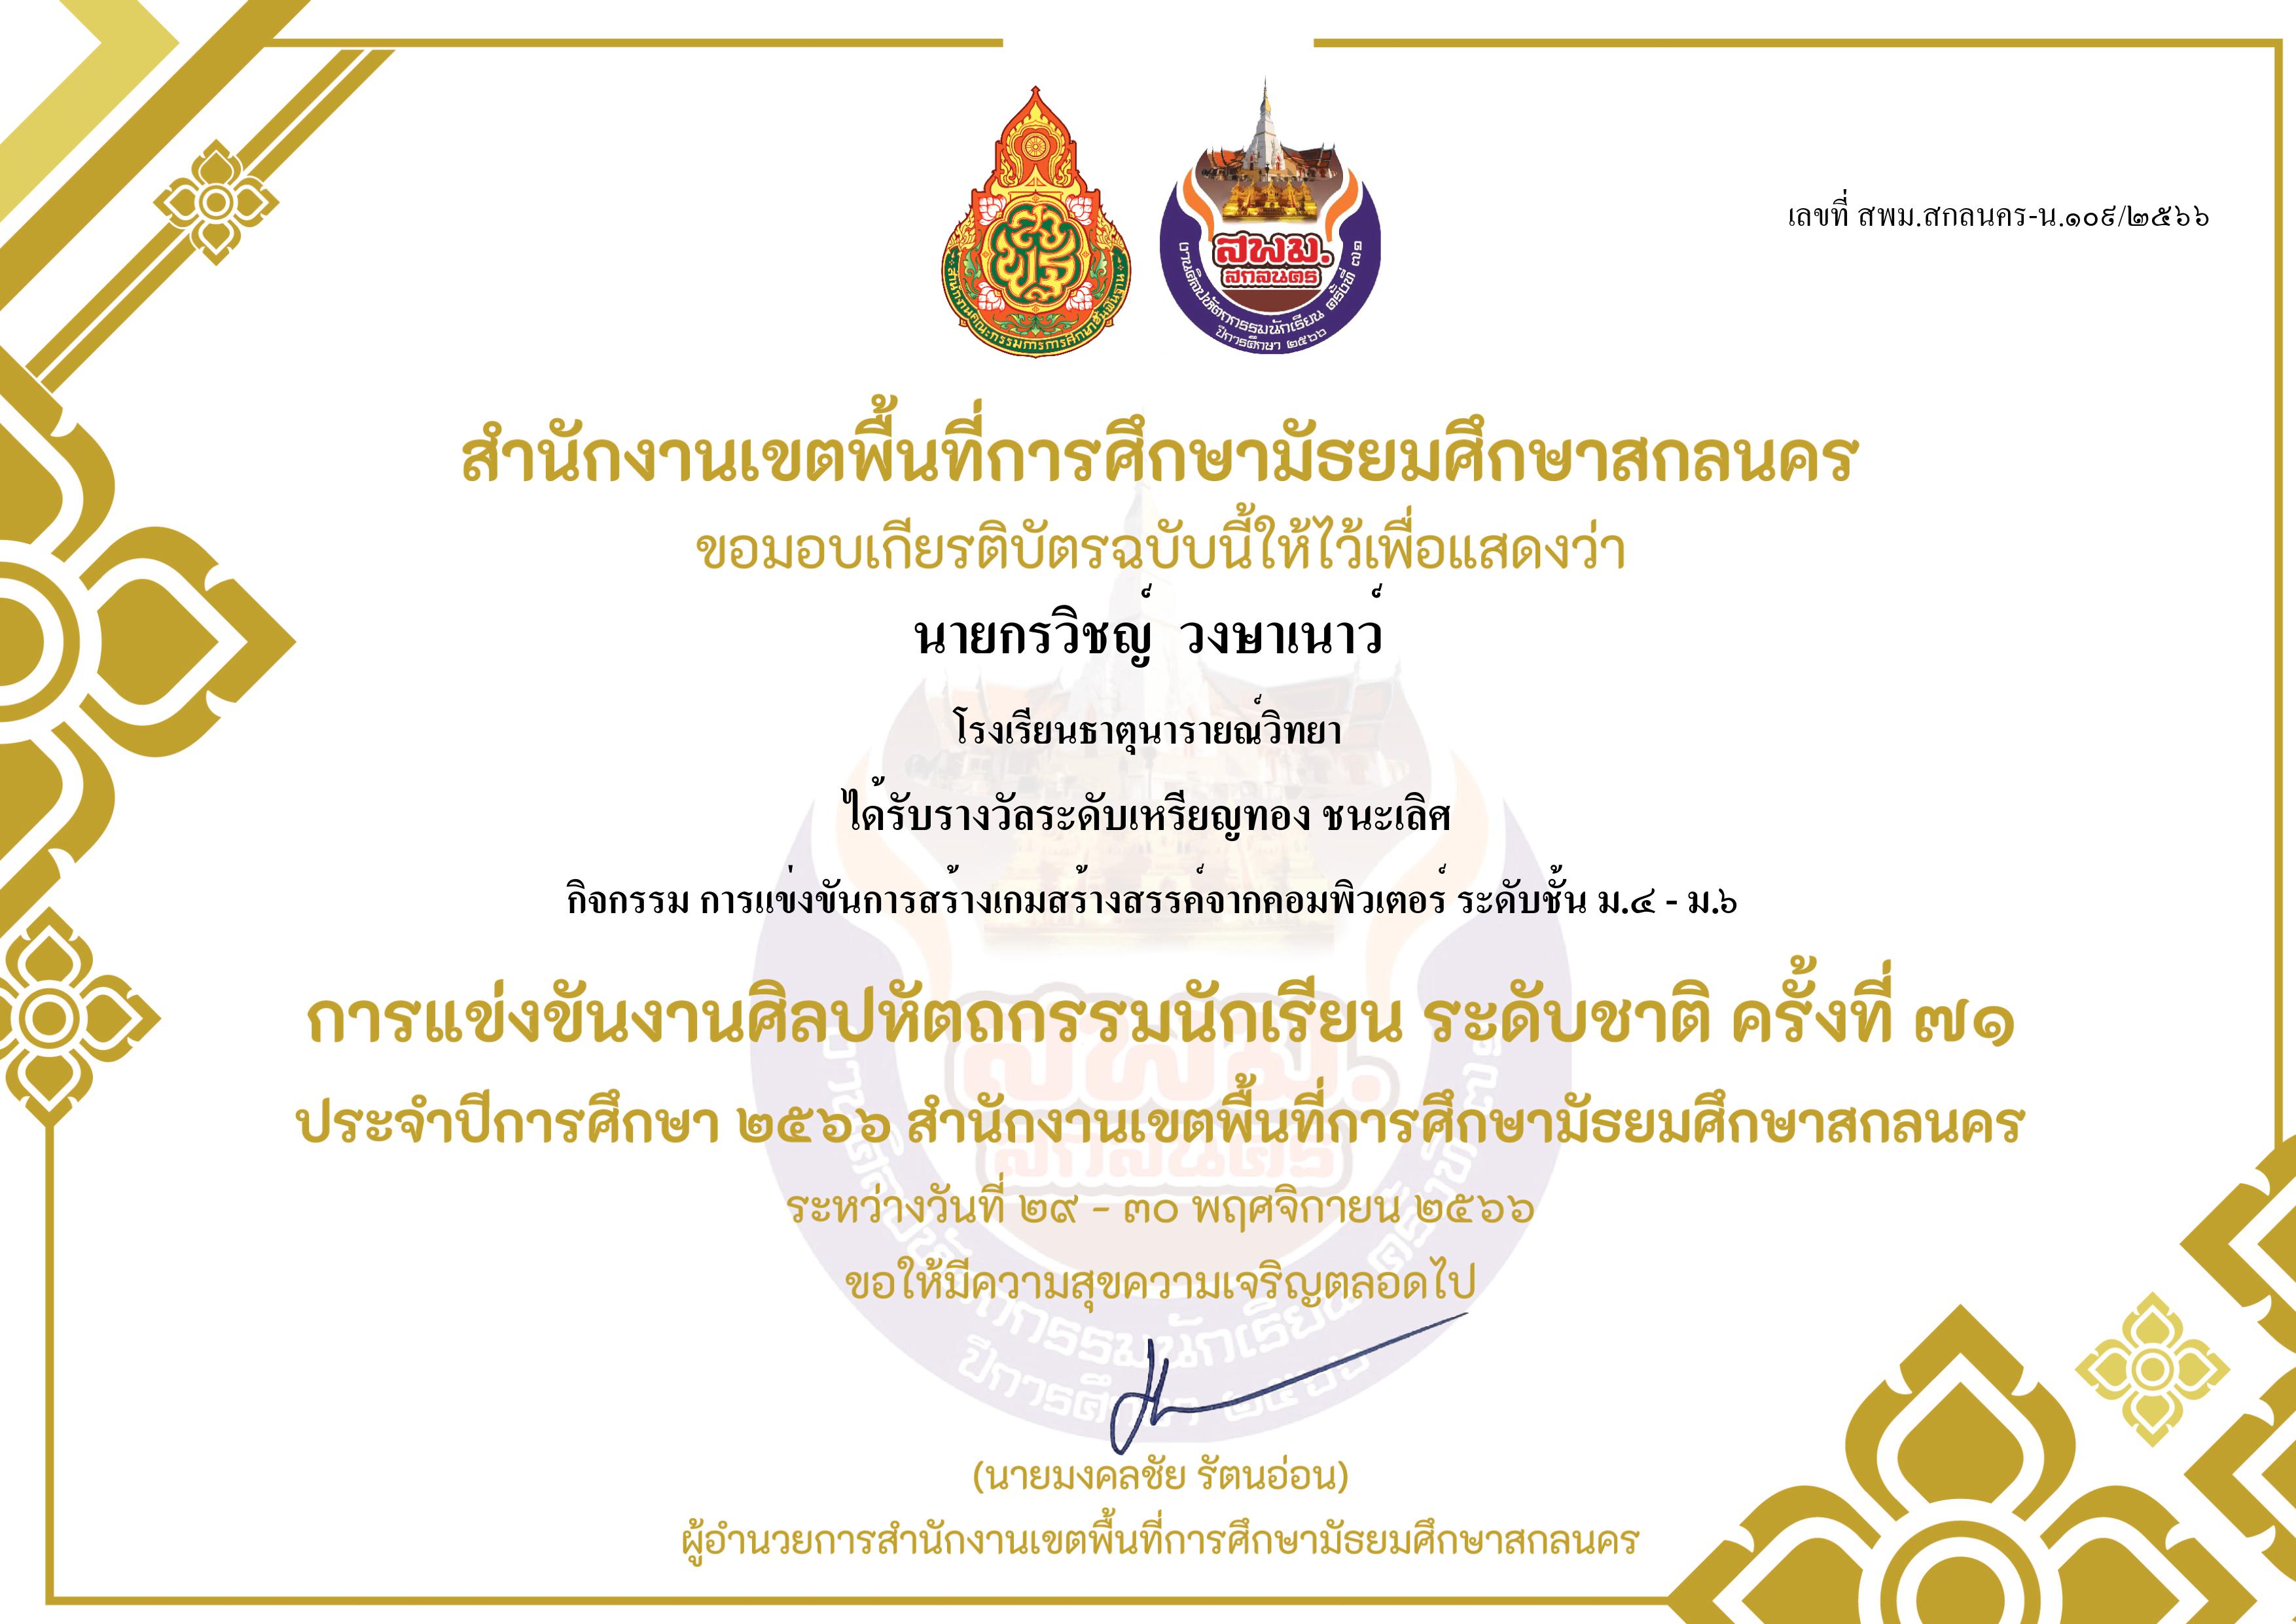 สพม.
สกลนคร
งานศิลปหัตถกรรมนักเรียน ครั้งที่ ๗๑
ปีการศึกษา ๒๕๖๖
สำนักงานคณะกรรมการการศึกษาขั้นพื้นฐาน
เลขที่ สพม.สกลนคร-น.๑๐๙/๒๕๖๖
สำนักงานเขตพื้นที่การศึกษามัธยมศึกษาสกลนคร
ขอมอบเกียรติบัตรฉบับนี้ให้ไว้เพื่อแสดงว่า
นายกรวิชญ์ วงษาเนาว์
โรงเรียนธาตุนารายณ์วิทยา
ได้รับรางวัลระดับเหรียญทอง ชนะเลิศ
กิจกรรม การแข่งขันการสร้างเกมสร้างสรรค์จากคอมพิวเตอร์ ระดับชั้น ม.๔ - ม.๖
การแข่งขันงานศิลปหัตถกรรมนักเรียน ระดับชาติ ครั้งที่ ๗๑
ประจำปีการศึกษา ๒๕๖๖ สำนักงานเขตพื้นที่การศึกษามัธยมศึกษาสกลนคร
ระหว่างวันที่ ๒๙ - ๓๐ พฤศจิกายน ๒๕๖๖
ขอให้มีความสุขความเจริญตลอดไป
(นายมงคลชัย รัตนอ่อน)
ผู้อำนวยการสำนักงานเขตพื้นที่การศึกษามัธยมศึกษาสกลนคร